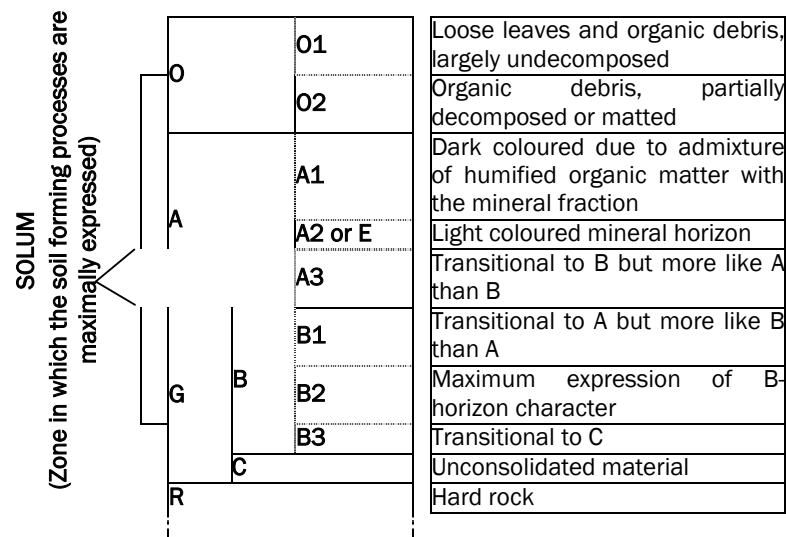 SOLUM
(Zone in which the soil forming processes are
maximally expressed)
O
O1
Loose leaves and organic debris,
largely undecomposed
O2
Organic debris, partially
decomposed or matted
A
A1
Dark coloured due to admixture
of humified organic matter with
the mineral fraction
A2 or E
Light coloured mineral horizon
A3
Transitional to B but more like A
than B
G
B
B1
Transitional to A but more like B
than A
B2
Maximum expression of B-
horizon character
B3
Transitional to C
C
Unconsolidated material
R
Hard rock